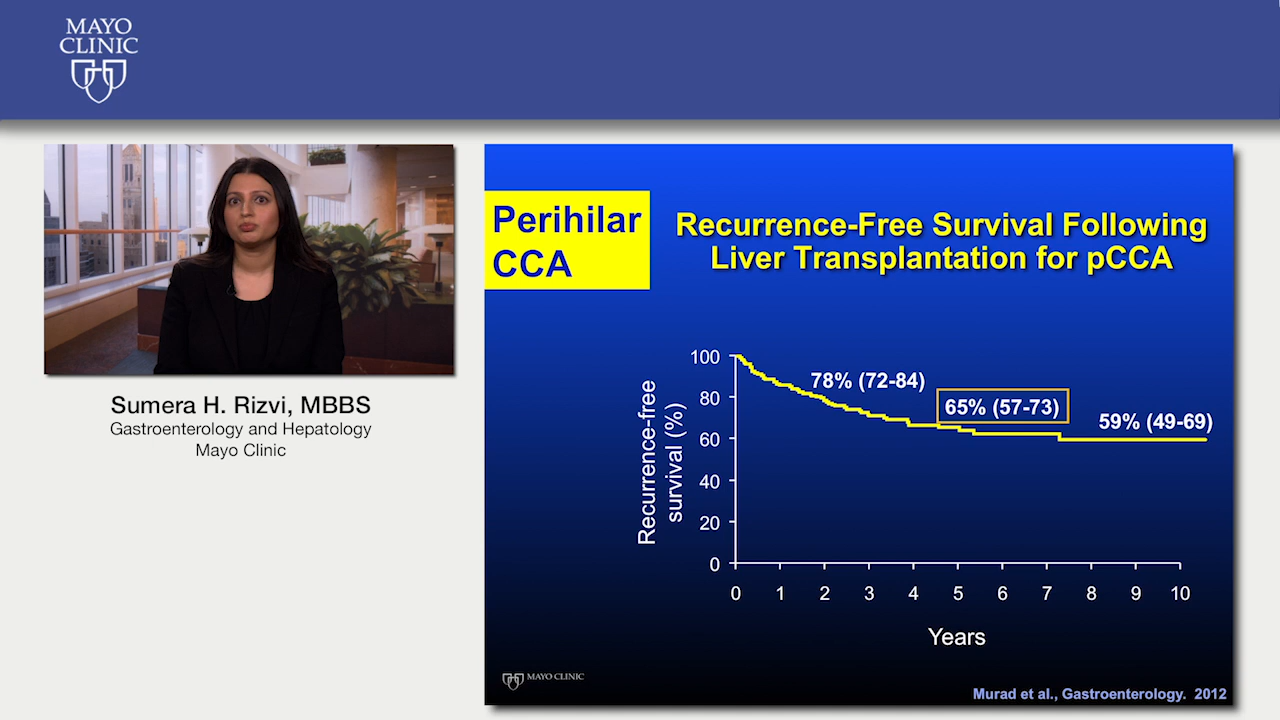 MAYO
CLINIC
Sumera H. Rizvi, MBBS
Gastroenterology and Hepatology
Mayo Clinic
Perihilar
CCA
Recurrence-Free Survival Following
Liver Transplantation for pCCA
Recurrence-free
survival (%)
100
80
60
40
20
0
78% (72-84)
65% (57-73)
59% (49-69)
0 1 2 3 4 5 6 7 8 9 10
Years
MAYO CLINIC
Murad et al., Gastroenterology. 2012